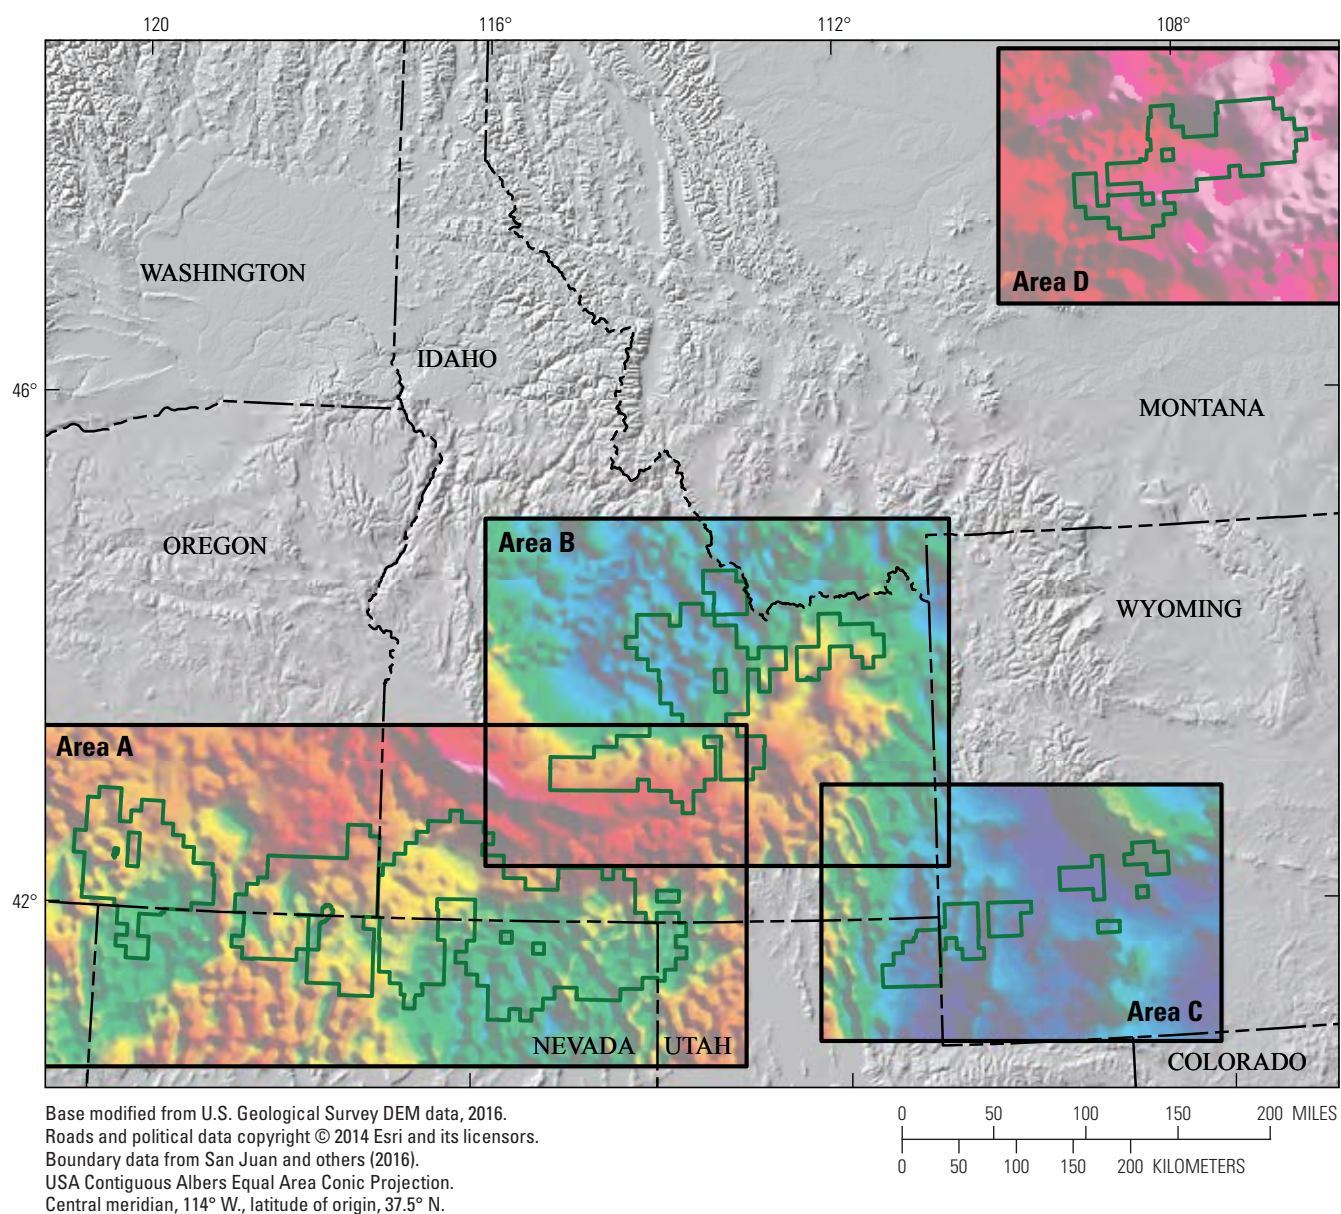 120
116°
112°
108°
Area D
WASHINGTON
IDAHO
46°
MONTANA
OREGON
Area B
WYOMING
Area A
42°
Area C
NEVADA
UTAH
COLORADO
Base modified from U.S. Geological Survey DEM data, 2016.
Roads and political data copyright © 2014 Esri and its licensors.
Boundary data from San Juan and others (2016).
USA Contiguous Albers Equal Area Conic Projection.
Central meridian, 114° W., latitude of origin, 37.5° N.
0 50 100 150 200 MILES
0 50 100 150 200 KILOMETERS